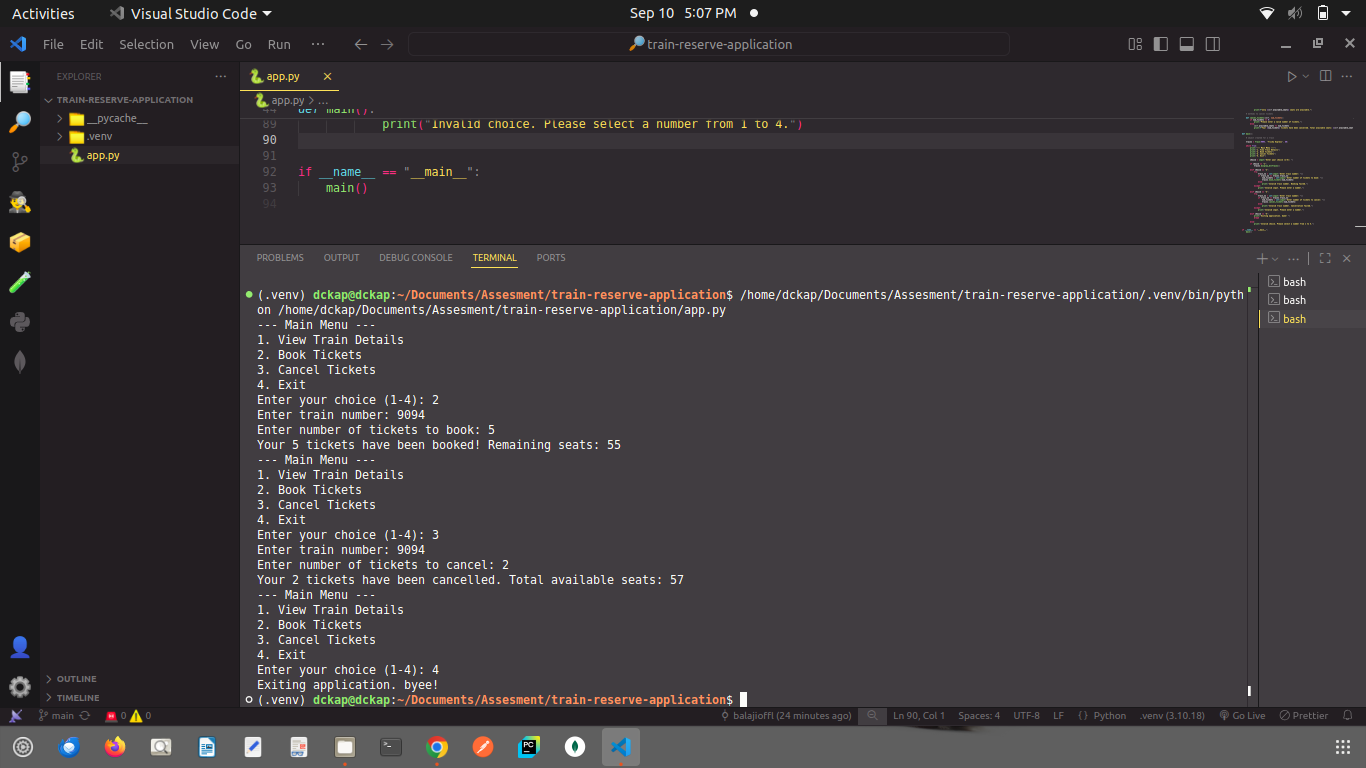 Activities
Visual Studio Code
Sep 10 5:07 PM
File Edit Selection View Go Run ···
train-reserve-application
EXPLORER
TRAIN-RESERVE-APPLICATION
__pycache__
.venv
app.py
app.py
app.py > ...
44 def main():
89 print("Invalid choice. Please select a number from 1 to 4.")
90
91
92 if __name__ == "__main__":
93 main()
94
PROBLEMS OUTPUT DEBUG CONSOLE TERMINAL PORTS
(.venv) dckap@dckap:~/Documents/Assesment/train-reserve-application$ /home/dckap/Documents/Assesment/train-reserve-application/.venv/bin/pyth
on /home/dckap/Documents/Assesment/train-reserve-application/app.py
--- Main Menu ---
1. View Train Details
2. Book Tickets
3. Cancel Tickets
4. Exit
Enter your choice (1-4): 2
Enter train number: 9094
Enter number of tickets to book: 5
Your 5 tickets have been booked! Remaining seats: 55
--- Main Menu ---
1. View Train Details
2. Book Tickets
3. Cancel Tickets
4. Exit
Enter your choice (1-4): 3
Enter train number: 9094
Enter number of tickets to cancel: 2
Your 2 tickets have been cancelled. Total available seats: 57
--- Main Menu ---
1. View Train Details
2. Book Tickets
3. Cancel Tickets
4. Exit
Enter your choice (1-4): 4
Exiting application. byee!
(.venv) dckap@dckap:~/Documents/Assesment/train-reserve-application$
bash
bash
bash
OUTLINE
TIMELINE
main 0 0 balajioffl (24 minutes ago) Ln 90, Col 1 Spaces: 4 UTF-8 LF {} Python .venv (3.10.18) Go Live Prettier
PC